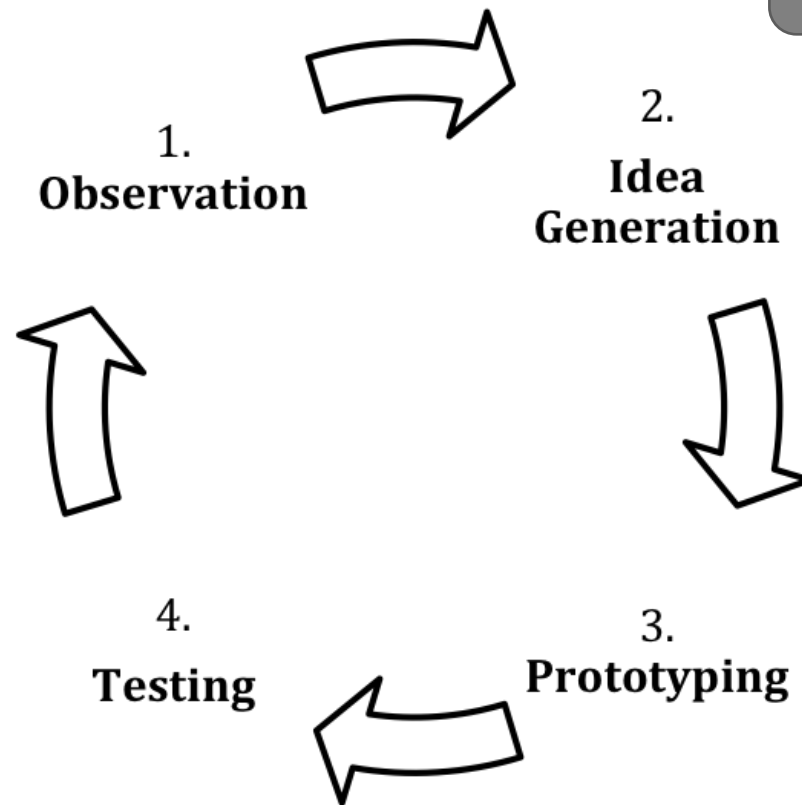 1.
Observation
2.
Idea
Generation
3.
Prototyping
4.
Testing